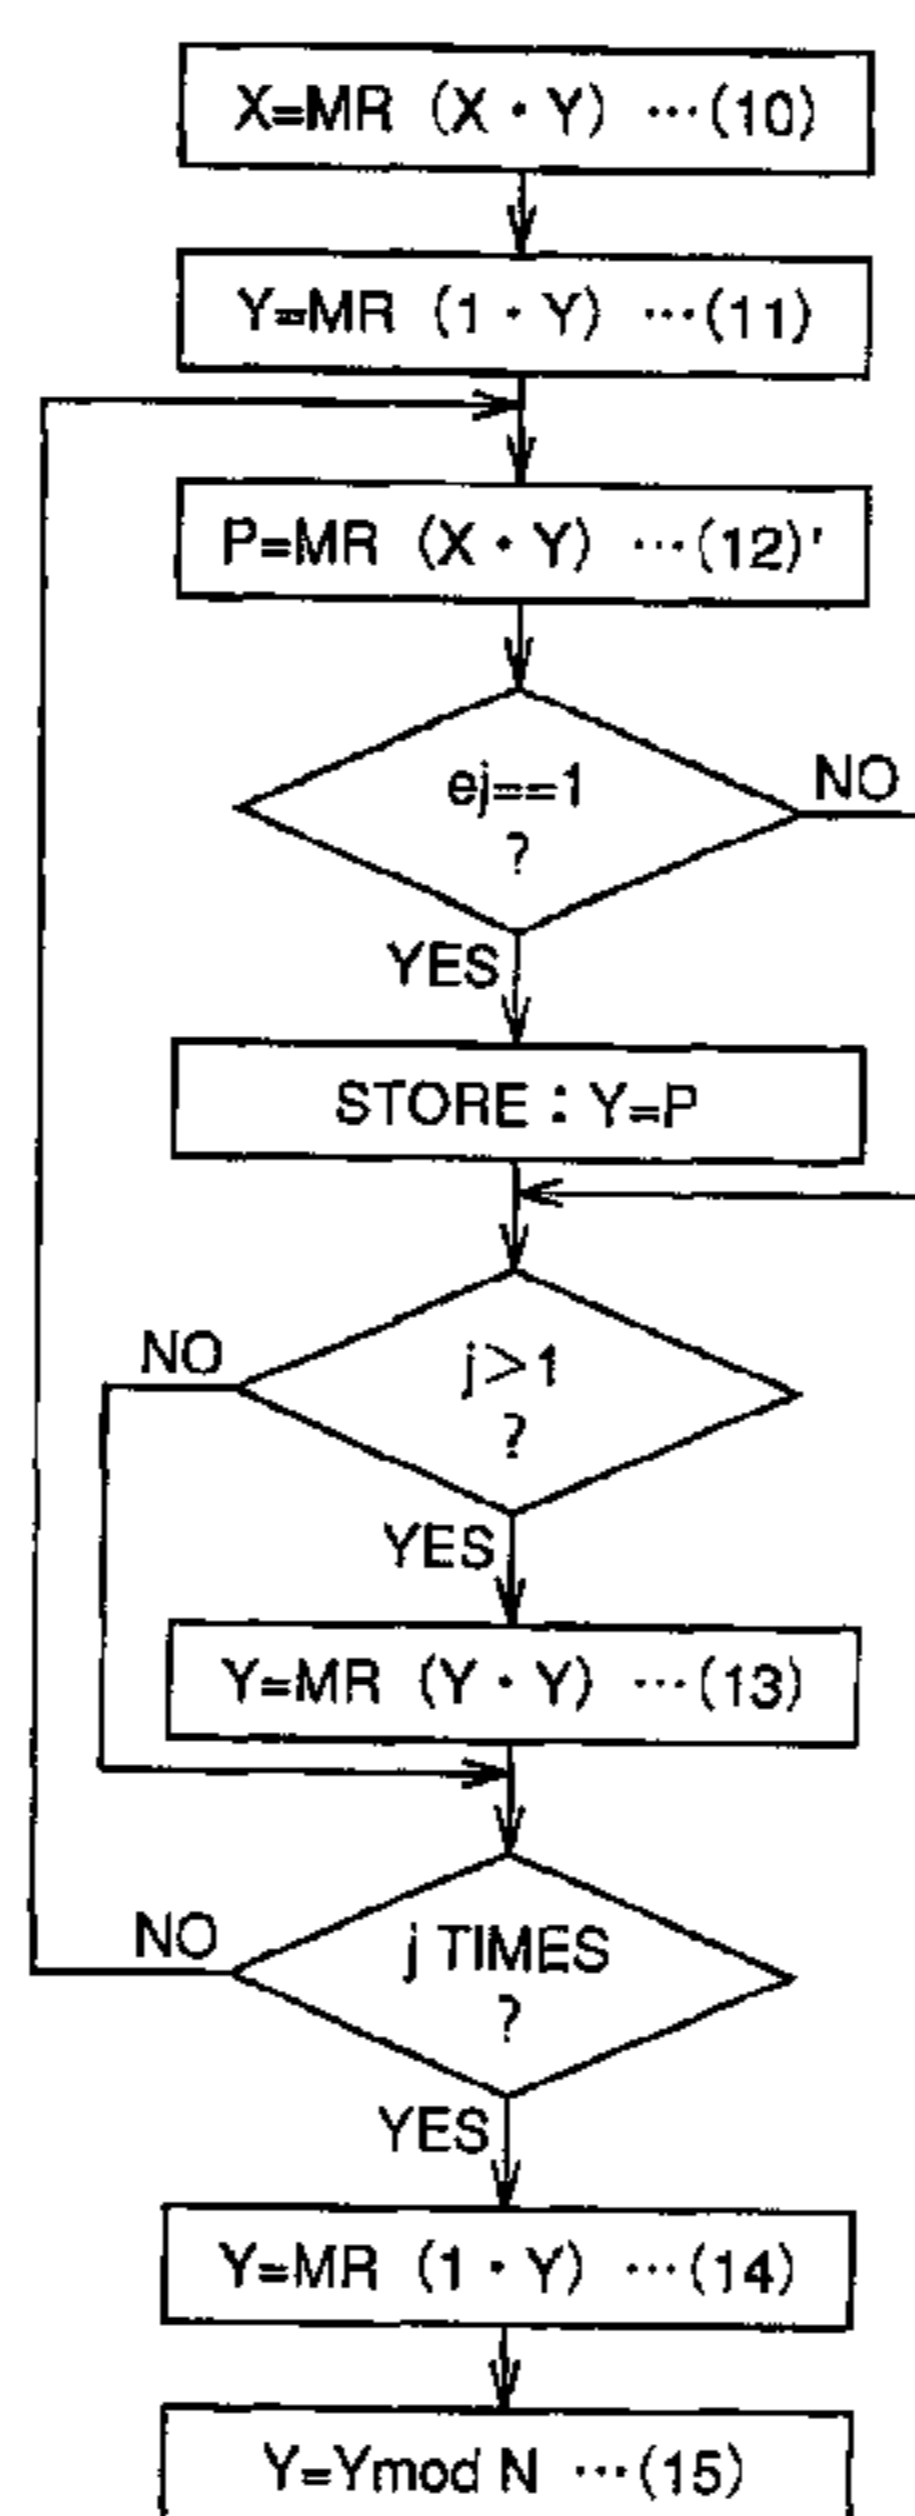 X=MR (X・Y) …(10)
Y=MR (1・Y) …(11)
P=MR (X・Y) …(12)'
ej==1
?
NO
YES
STORE : Y=P
j>1
?
NO
YES
Y=MR (Y・Y) …(13)
j TIMES
?
NO
YES
Y=MR (1・Y) …(14)
Y=Ymod N …(15)